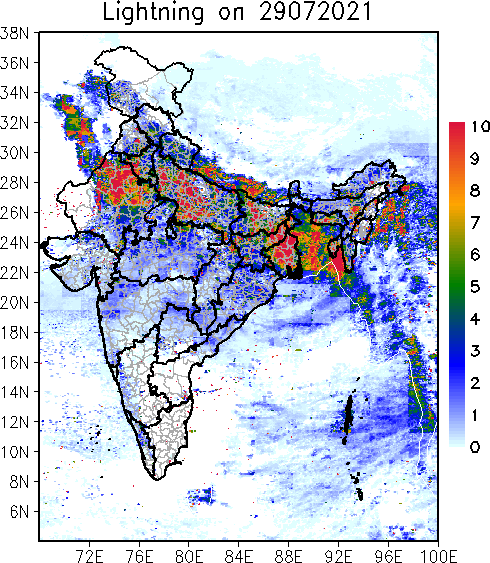 Lightning on 29072021
38N
36N
34N
32N
30N
28N
26N
24N
22N
20N
18N
16N
14N
12N
10N
8N
6N
72E 76E 80E 84E 88E 92E 96E 100E
10
9
8
7
6
5
4
3
2
1
0